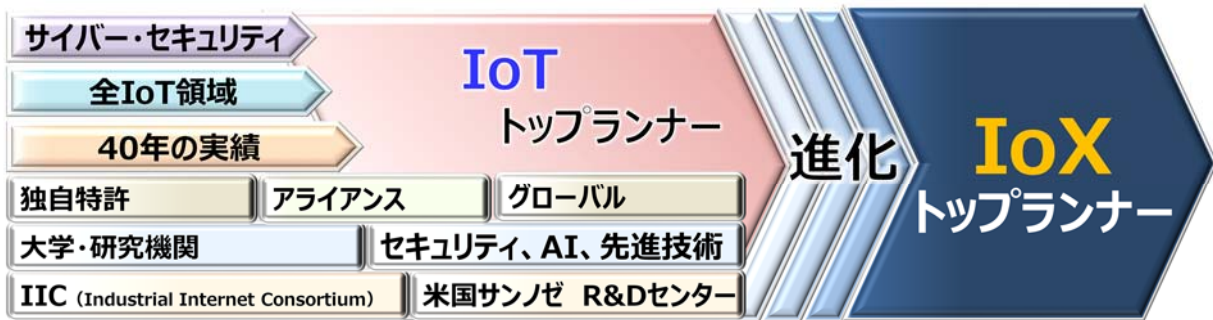 サイバー・セキュリティ
全IoT領域
40年の実績
IoT
トップランナー
進化
IoX
トップランナー
独自特許
アライアンス
グローバル
大学・研究機関
セキュリティ、AI、先進技術
IIC (Industrial Internet Consortium)
米国サンノゼ R&Dセンター